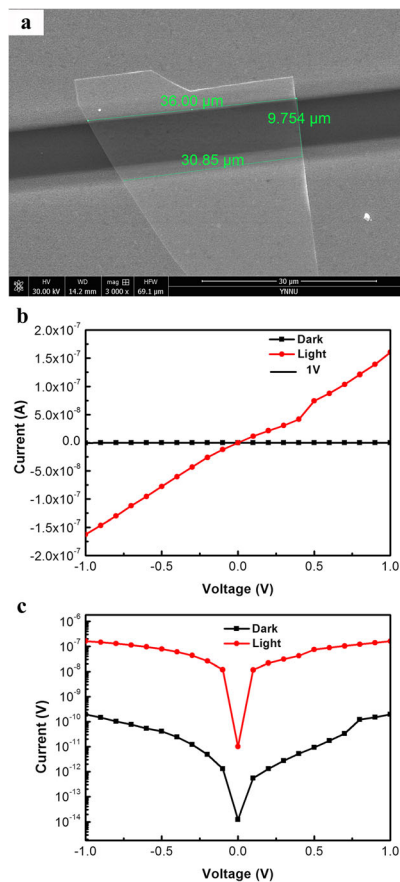 a
36.00 μm
9.754 μm
30.85 μm
HV WD mag HFW 30 μm
30.00 kV 14.2 mm 3 000 x 69.1 μm YNNU
b
2.0x10-7
1.5x10-7
1.0x10-7
5.0x10-8
0.0
-5.0x10-8
-1.0x10-7
-1.5x10-7
-2.0x10-7
Current (A)
Dark
Light
1V
-1.0 -0.5 0.0 0.5 1.0
Voltage (V)
c
10-6
10-7
10-8
10-9
10-10
10-11
10-12
10-13
10-14
Current (V)
Dark
Light
-1.0 -0.5 0.0 0.5 1.0
Voltage (V)